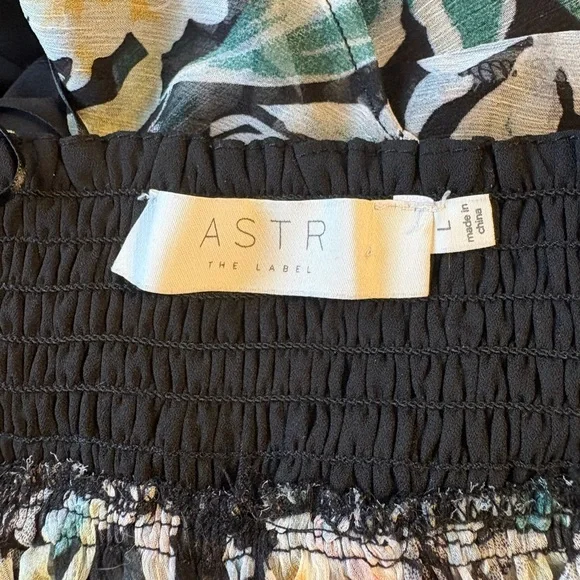 ASTR
THE LABEL
L
made in
china